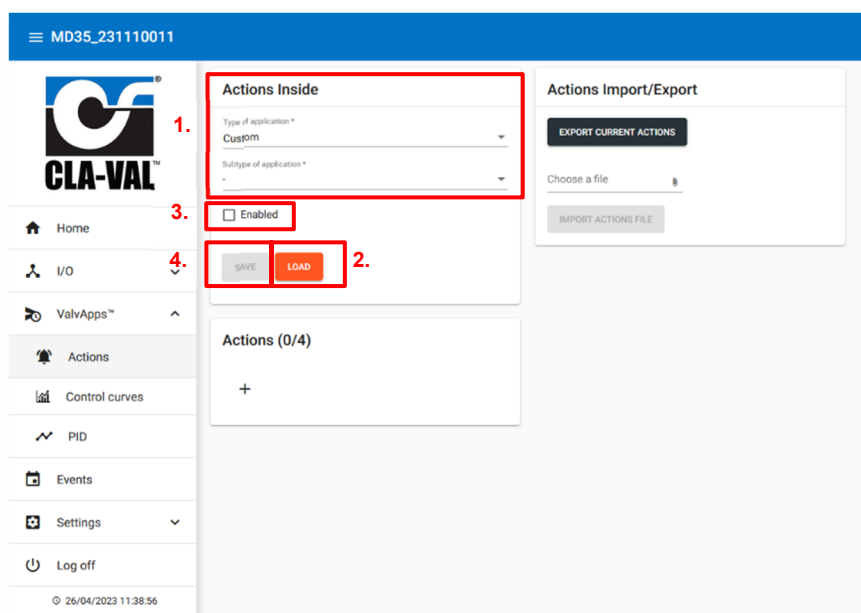 MD35_231110011
®
CLA-VAL™
Home
I/O
ValvApps™
Actions
Control curves
PID
Events
Settings
Log off
26/04/2023 11:38:56
1.
Actions Inside
Type of application *
Custom
Subtype of application *
-
3.
Enabled
4.
SAVE
LOAD
2.
Actions (0/4)
+
Actions Import/Export
EXPORT CURRENT ACTIONS
Choose a file
IMPORT ACTIONS FILE